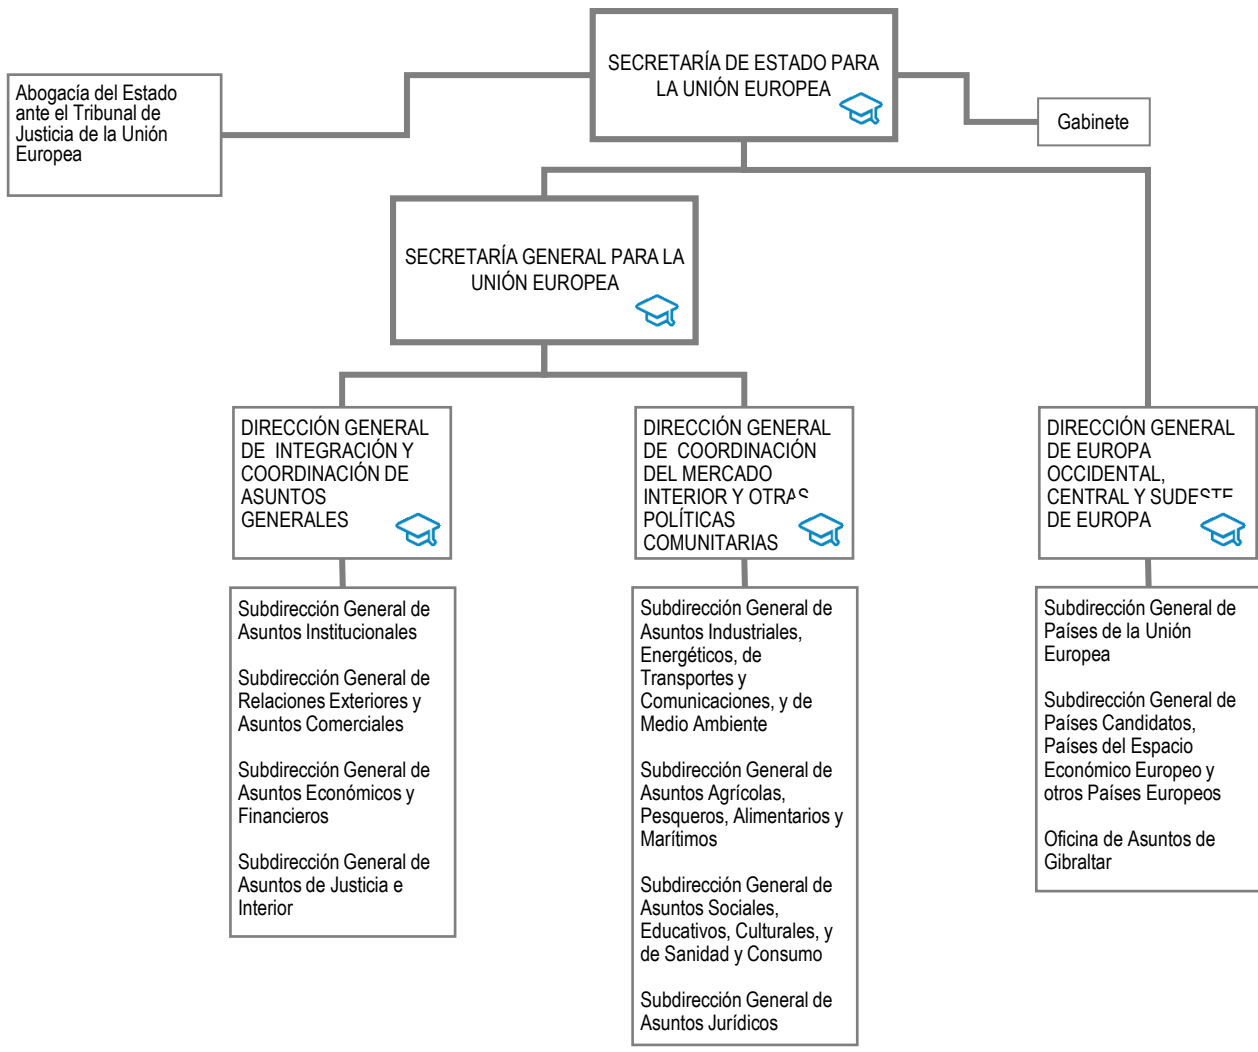 SECRETARÍA DE ESTADO PARA
LA UNIÓN EUROPEA
Abogacía del Estado
ante el Tribunal de
Justicia de la Unión
Europea
Gabinete
SECRETARÍA GENERAL PARA LA
UNIÓN EUROPEA
DIRECCIÓN GENERAL
DE INTEGRACIÓN Y
COORDINACIÓN DE
ASUNTOS
GENERALES
DIRECCIÓN GENERAL
DE COORDINACIÓN
DEL MERCADO
INTERIOR Y OTRAS
POLÍTICAS
COMUNITARIAS
DIRECCIÓN GENERAL
DE EUROPA
OCCIDENTAL,
CENTRAL Y SUDESTE
DE EUROPA
Subdirección General de
Asuntos Institucionales
Subdirección General de
Relaciones Exteriores y
Asuntos Comerciales
Subdirección General de
Asuntos Económicos y
Financieros
Subdirección General de
Asuntos de Justicia e
Interior
Subdirección General de
Asuntos Industriales,
Energéticos, de
Transportes y
Comunicaciones, y de
Medio Ambiente
Subdirección General de
Asuntos Agrícolas,
Pesqueros, Alimentarios y
Marítimos
Subdirección General de
Asuntos Sociales,
Educativos, Culturales, y
de Sanidad y Consumo
Subdirección General de
Asuntos Jurídicos
Subdirección General de
Países de la Unión
Europea
Subdirección General de
Países Candidatos,
Países del Espacio
Económico Europeo y
otros Países Europeos
Oficina de Asuntos de
Gibraltar